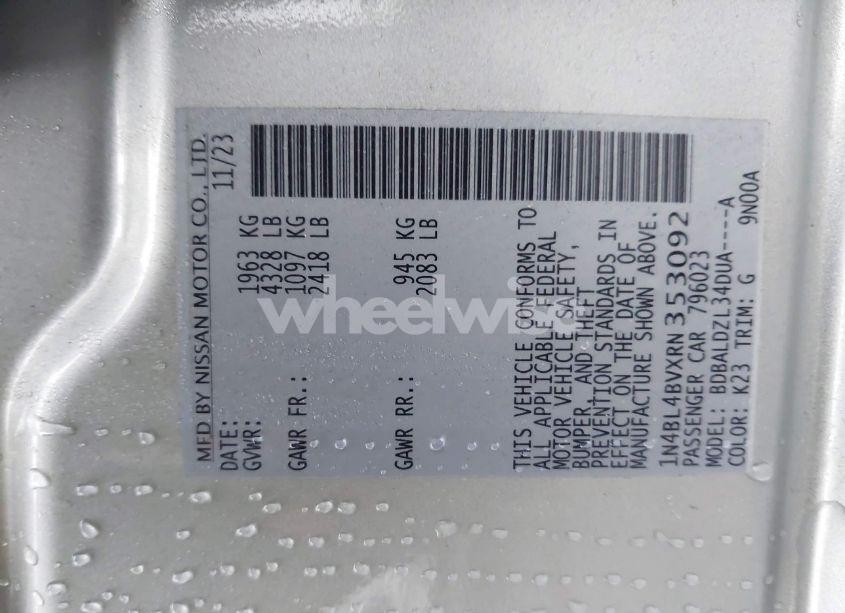 MFD BY NISSAN MOTOR CO., LTD.
DATE: 11/23
GVWR: 1963 KG
4328 LB
GAWR FR.: 1097 KG
2418 LB
GAWR RR.: 945 KG
2083 LB
THIS VEHICLE CONFORMS TO
ALL APPLICABLE FEDERAL
MOTOR VEHICLE SAFETY,
BUMPER, AND THEFT
PREVENTION STANDARDS IN
EFFECT ON THE DATE OF
MANUFACTURE SHOWN ABOVE.
1N4BL4BVXRN353092
PASSENGER CAR 796023
MODEL: BDBALDZL34DUA----A
COLOR: K23 TRIM: G 9N00A
wheelwise